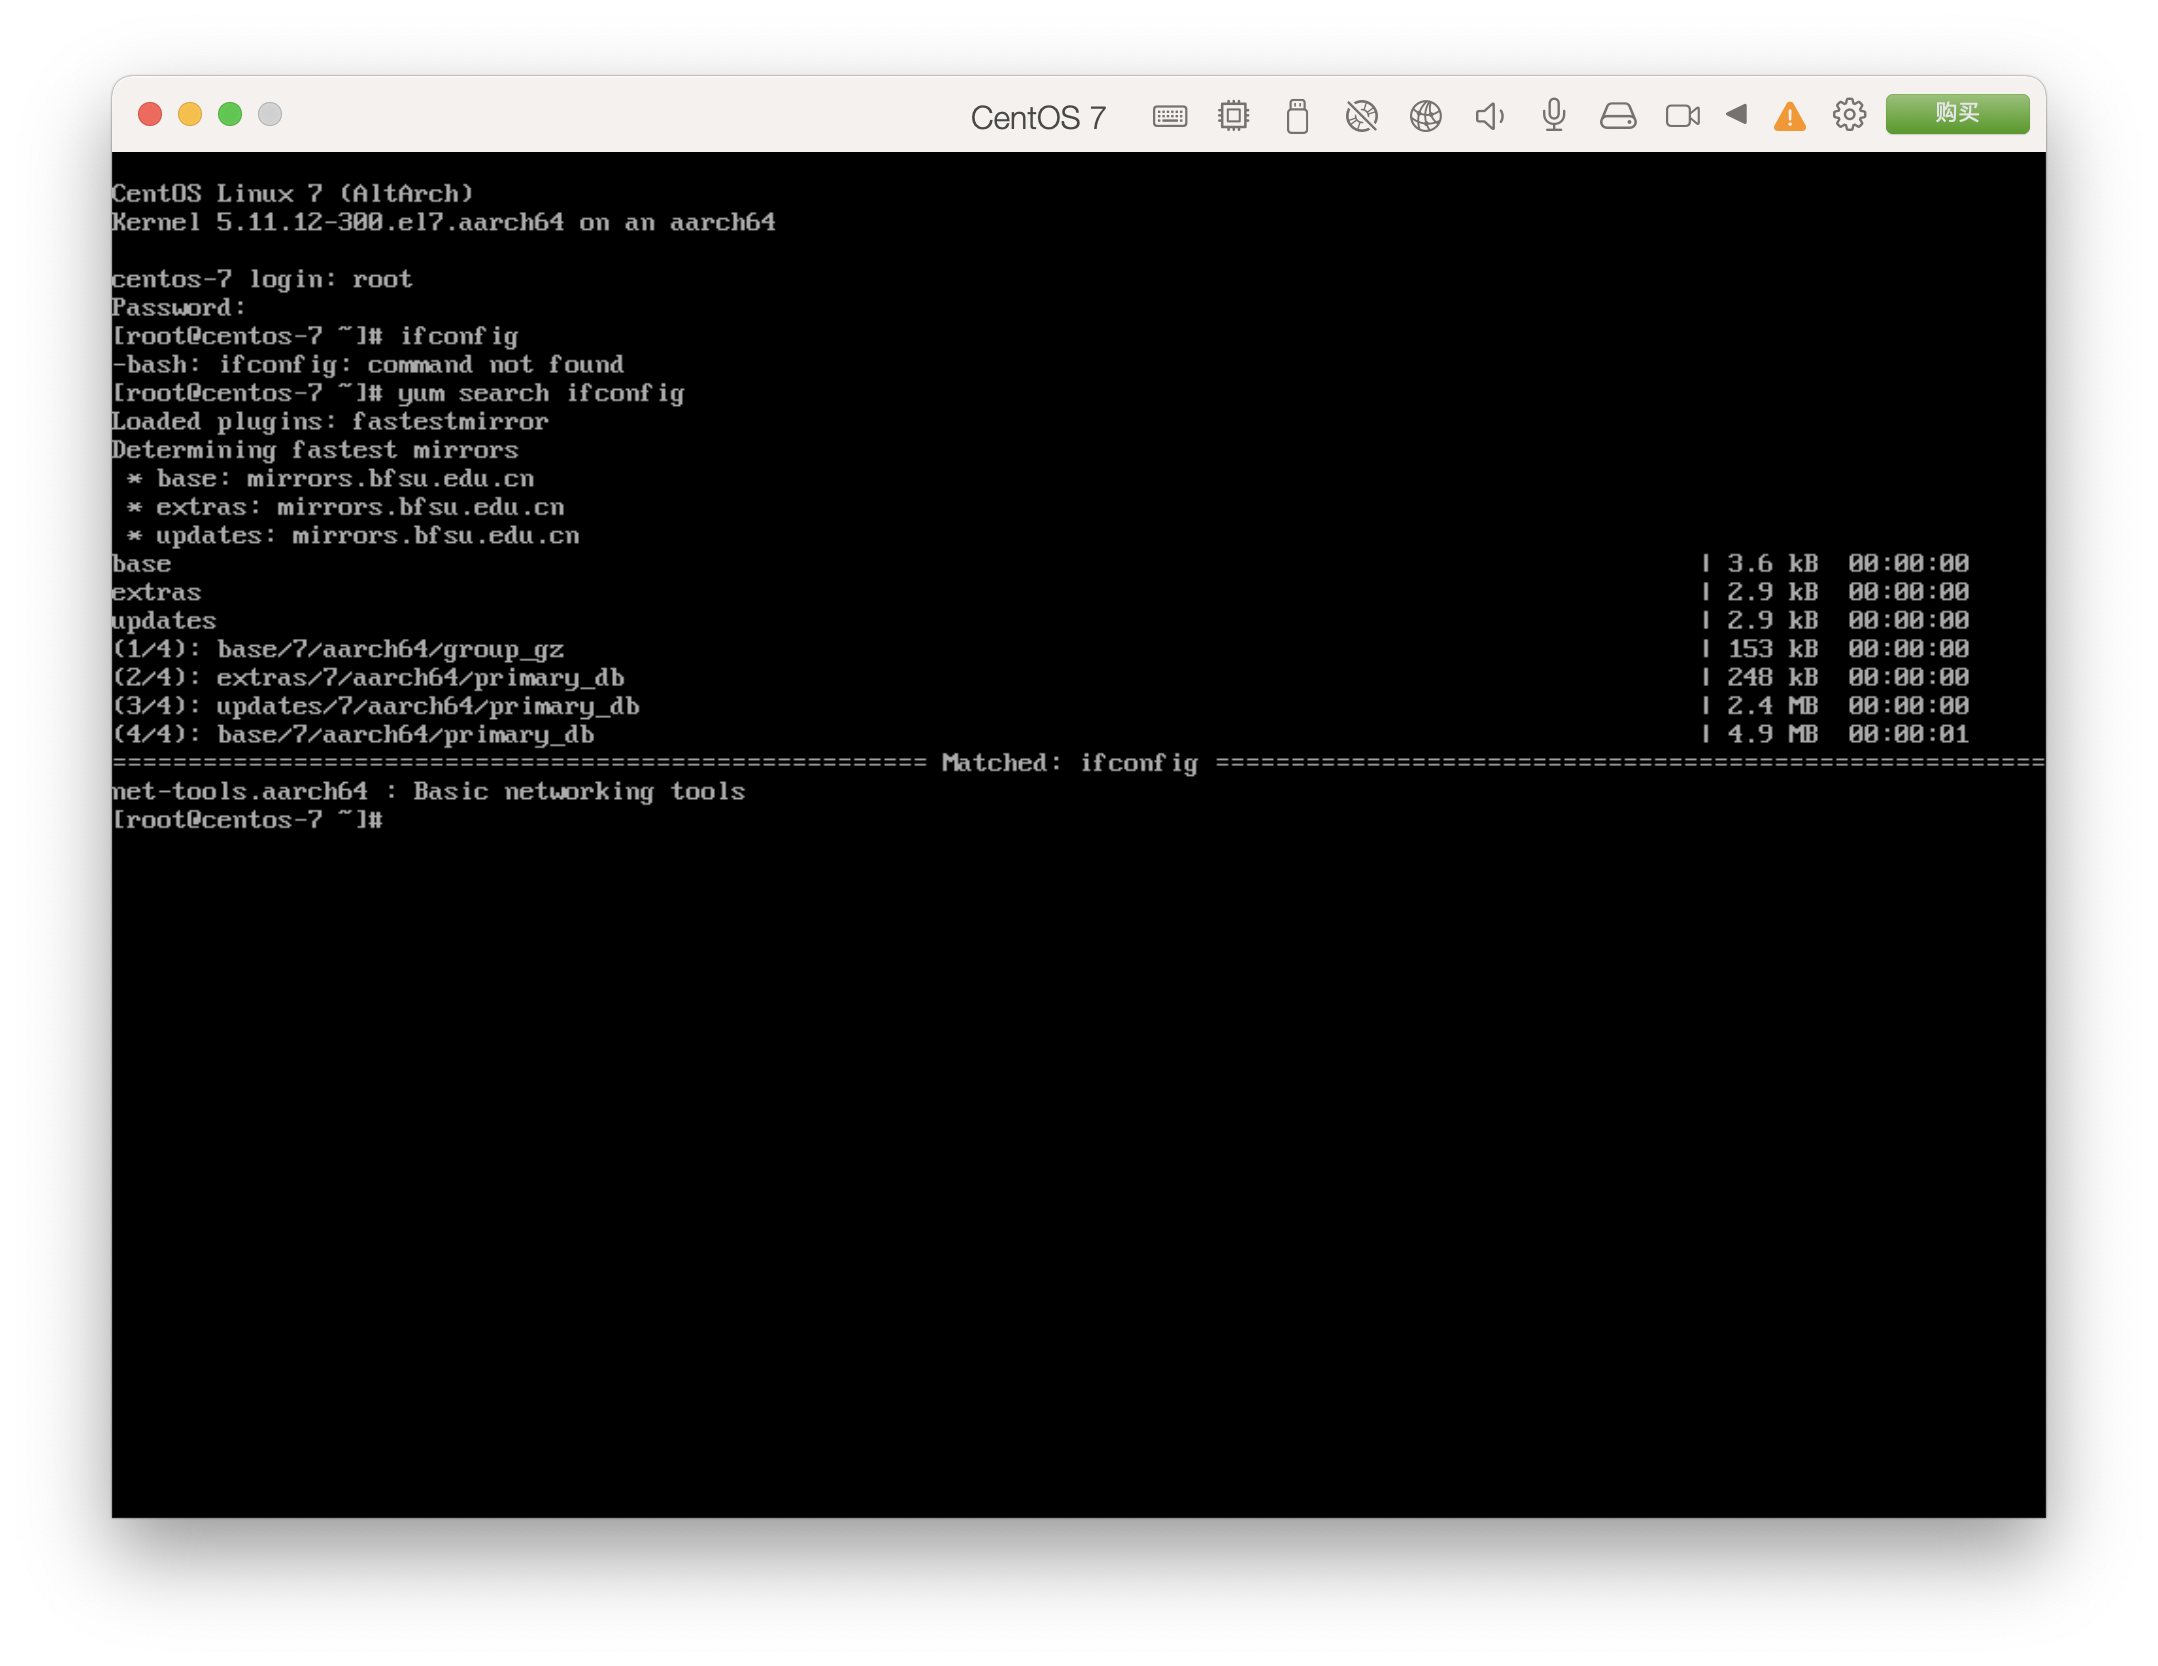 CentOS 7
购买
CentOS Linux 7 (AltArch)
Kernel 5.11.12-300.el7.aarch64 on an aarch64
centos-7 login: root
Password:
[root@centos-7 ~]# ifconfig
-bash: ifconfig: command not found
[root@centos-7 ~]# yum search ifconfig
Loaded plugins: fastestmirror
Determining fastest mirrors
 * base: mirrors.bfsu.edu.cn
 * extras: mirrors.bfsu.edu.cn
 * updates: mirrors.bfsu.edu.cn
base | 3.6 kB 00:00:00
extras | 2.9 kB 00:00:00
updates | 2.9 kB 00:00:00
(1/4): base/7/aarch64/group_gz | 153 kB 00:00:00
(2/4): extras/7/aarch64/primary_db | 248 kB 00:00:00
(3/4): updates/7/aarch64/primary_db | 2.4 MB 00:00:00
(4/4): base/7/aarch64/primary_db | 4.9 MB 00:00:01
====================================================== Matched: ifconfig =======================================================
net-tools.aarch64 : Basic networking tools
[root@centos-7 ~]#